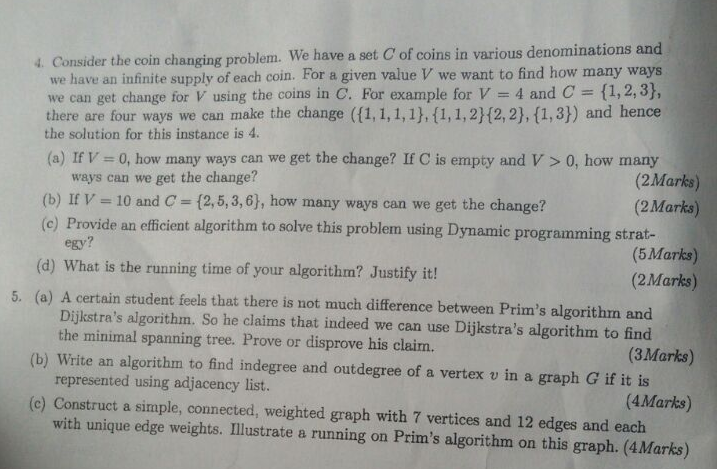 4. Consider the coin changing problem. We have a set C of coins in various denominations and
we have an infinite supply of each coin. For a given value V we want to find how many ways
we can get change for V using the coins in C. For example for V = 4 and C = {1, 2, 3},
there are four ways we can make the change ({1, 1, 1, 1}, {1, 1, 2}{2, 2}, {1, 3}) and hence
the solution for this instance is 4.
(a) If V = 0, how many ways can we get the change? If C is empty and V > 0, how many
ways can we get the change? (2Marks)
(b) If V = 10 and C = {2, 5, 3, 6}, how many ways can we get the change? (2Marks)
(c) Provide an efficient algorithm to solve this problem using Dynamic programming strat-
egy? (5Marks)
(d) What is the running time of your algorithm? Justify it! (2Marks)
5. (a) A certain student feels that there is not much difference between Prim's algorithm and
Dijkstra's algorithm. So he claims that indeed we can use Dijkstra's algorithm to find
the minimal spanning tree. Prove or disprove his claim. (3Marks)
(b) Write an algorithm to find indegree and outdegree of a vertex v in a graph G if it is
represented using adjacency list. (4Marks)
(c) Construct a simple, connected, weighted graph with 7 vertices and 12 edges and each
with unique edge weights. Illustrate a running on Prim's algorithm on this graph. (4Marks)